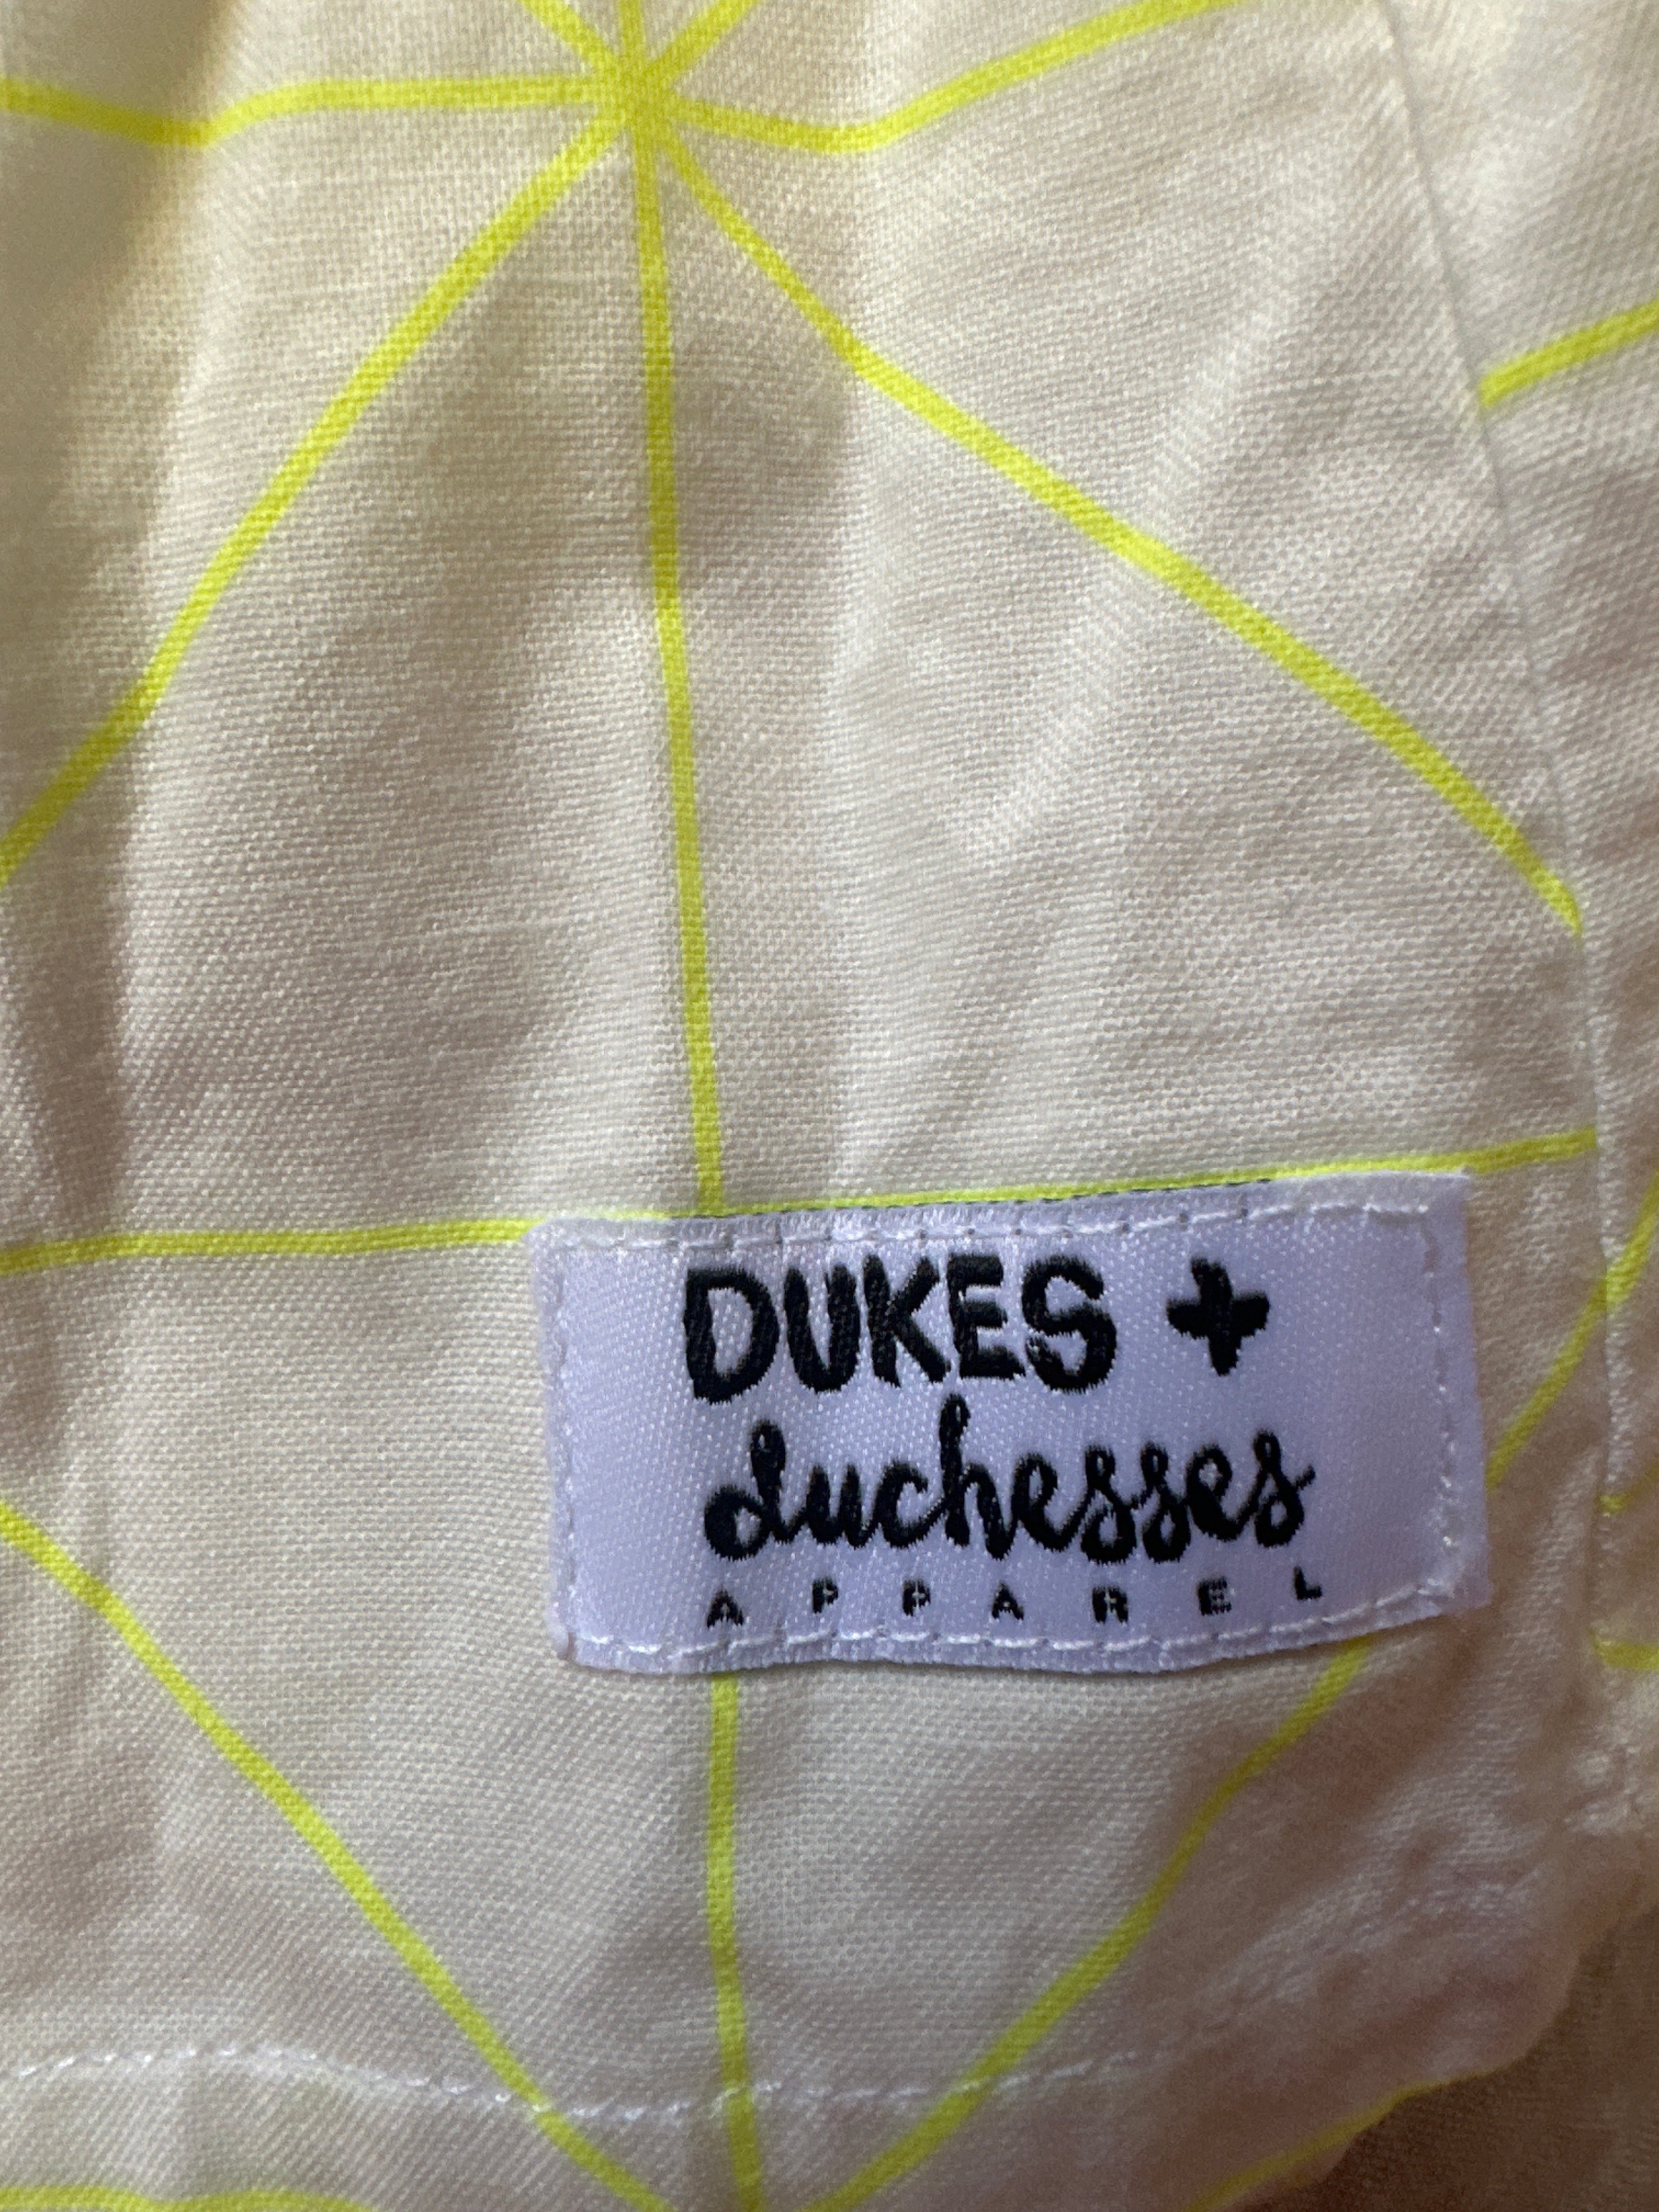 DUKES +
duchesses
APPAREL